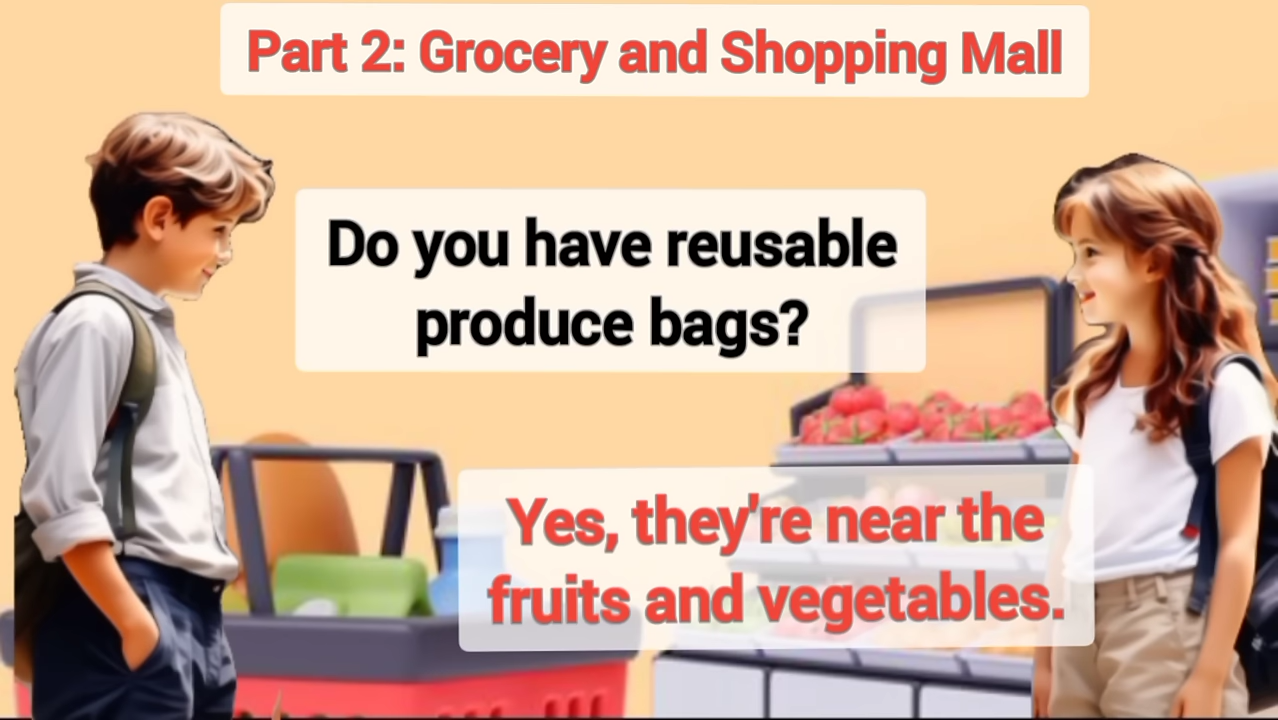 Part 2: Grocery and Shopping Mall
Do you have reusable
produce bags?
Yes, they're near the
fruits and vegetables.